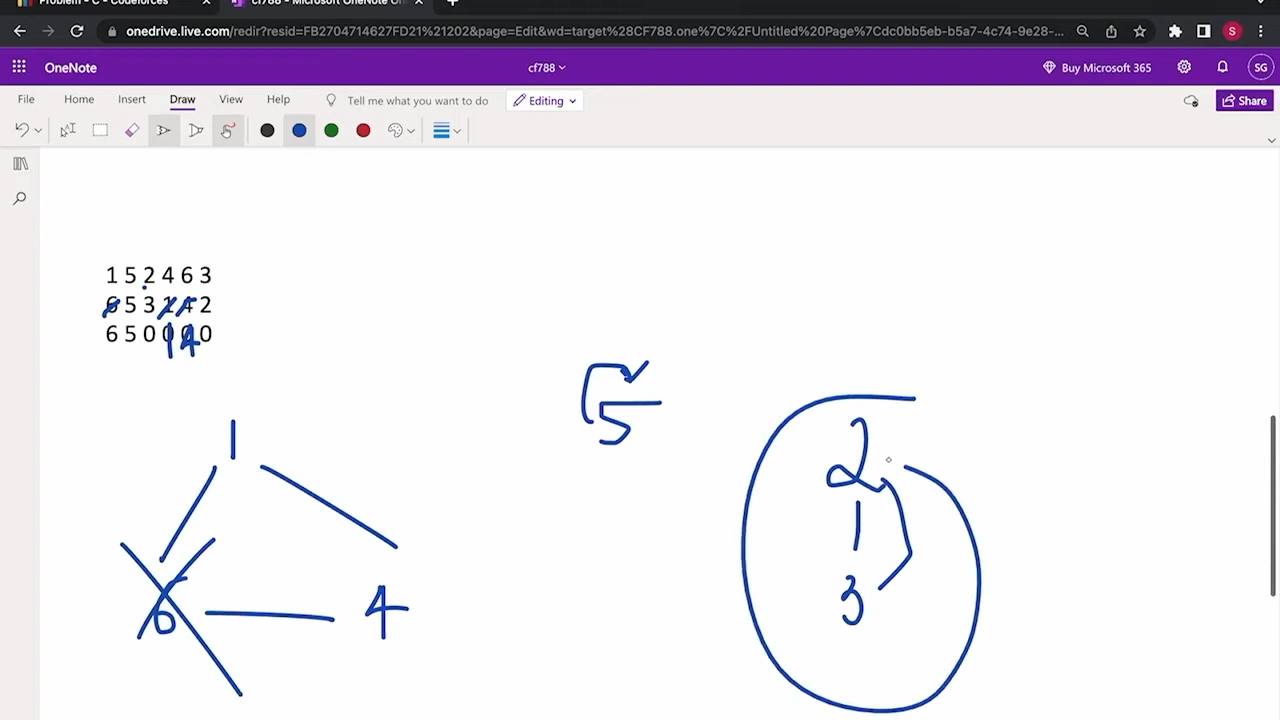 Problem - C - Codeforces
cf788 - Microsoft OneNote On
onedrive.live.com/redir?resid=FB2704714627FD21%21202&page=Edit&wd=target%28CF788.one%7C%2FUntitled%20Page%7Cdc0bb5eb-b5a7-4c74-9e28-...
S
OneNote
cf788
Buy Microsoft 365
SG
File
Home
Insert
Draw
View
Help
Tell me what you want to do
Editing
Share
1 5 2 4 6 3
6 5 3 1 4 2
6 5 0 0 0 0
1 4
5
1
2
6
4
3